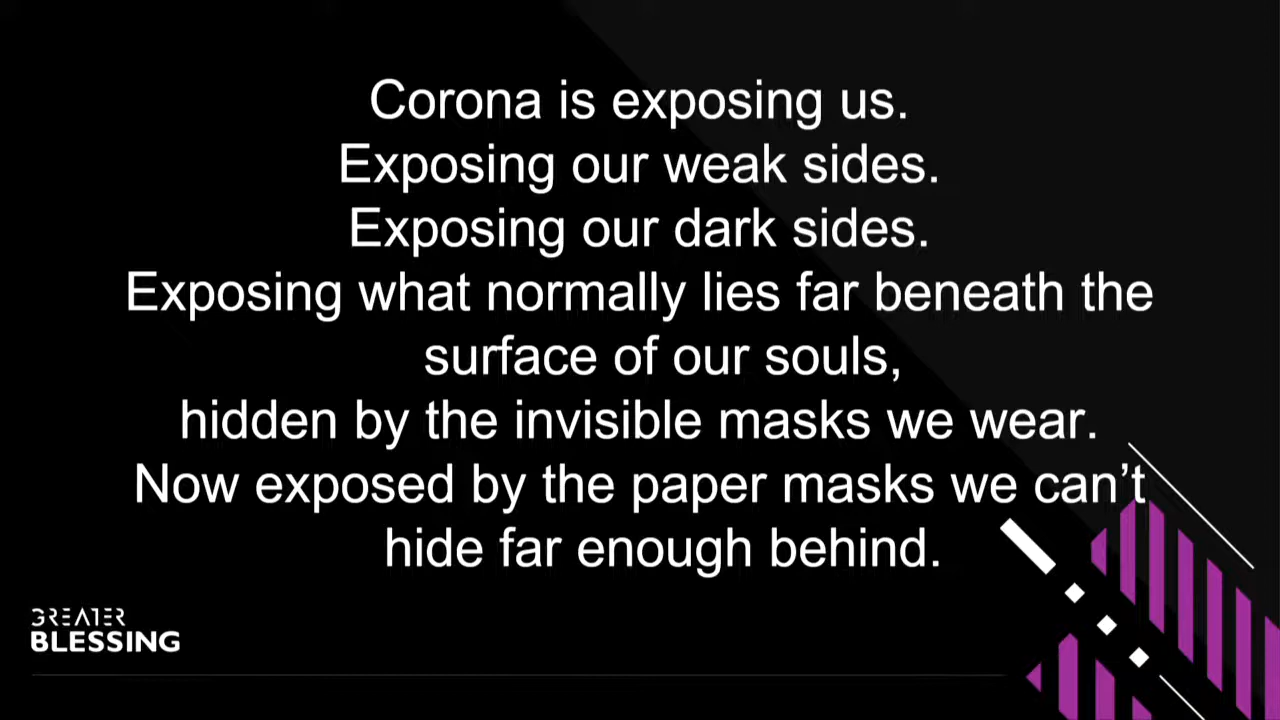 Corona is exposing us.
Exposing our weak sides.
Exposing our dark sides.
Exposing what normally lies far beneath the
surface of our souls,
hidden by the invisible masks we wear.
Now exposed by the paper masks we can’t
hide far enough behind.
GREATER
BLESSING